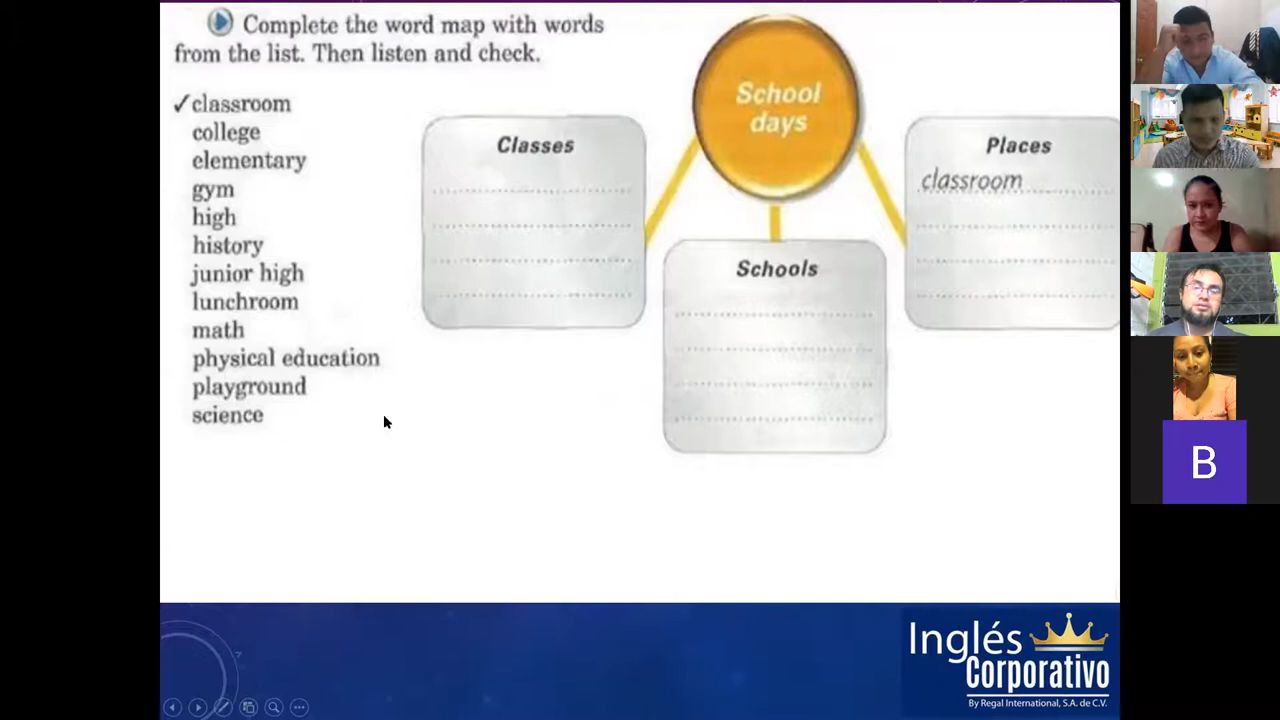 Complete the word map with words
from the list. Then listen and check.
✓classroom
college
elementary
gym
high
history
junior high
lunchroom
math
physical education
playground
science
School
days
Classes
Places
classroom
Schools
B
Inglés
Corporativo
By Regal International, S.A. de C.V.